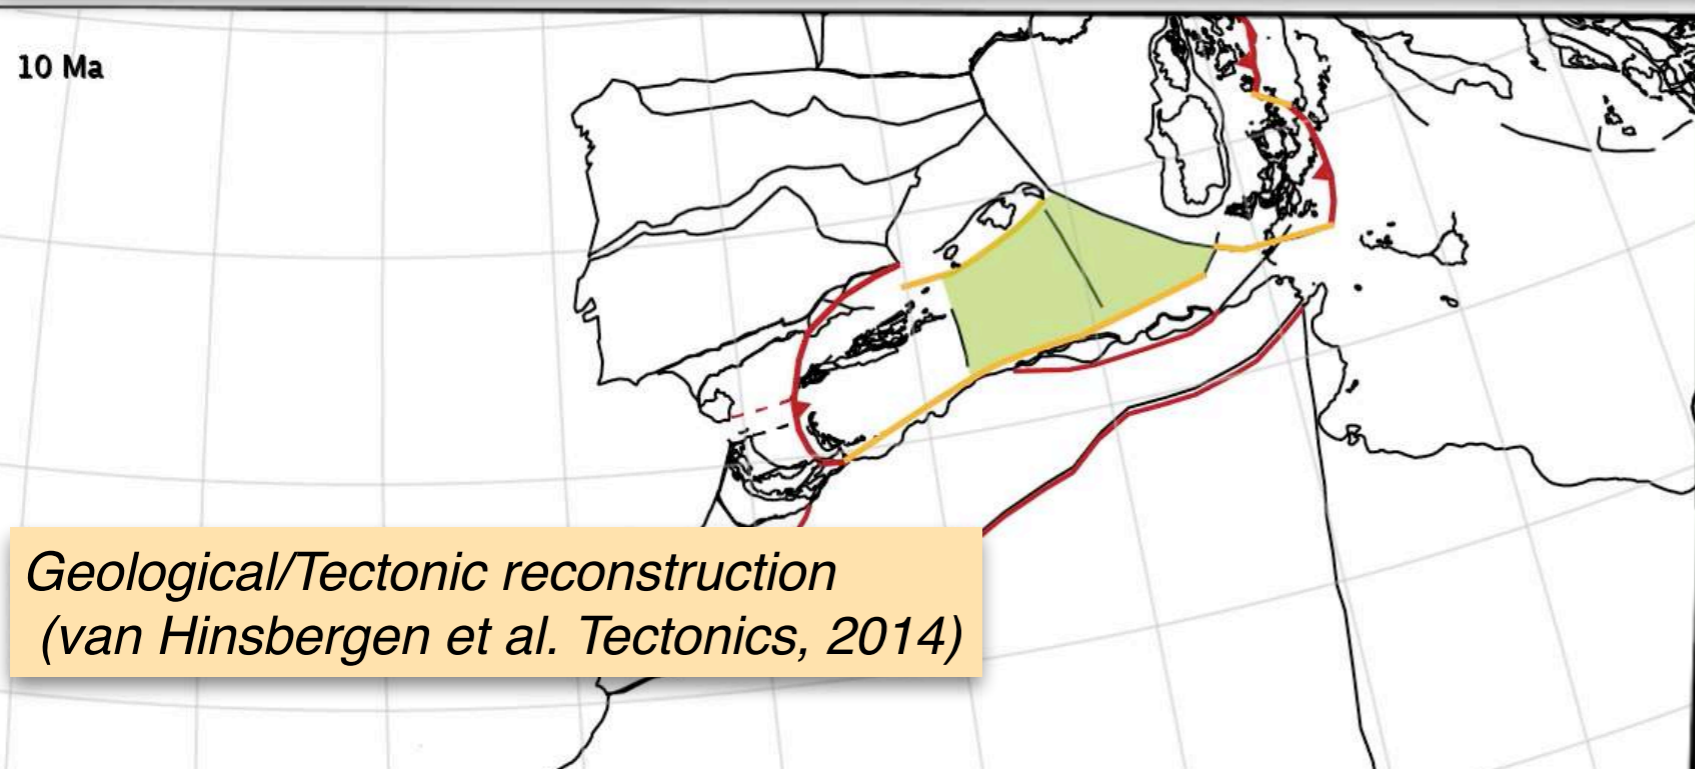 10 Ma
Geological/Tectonic reconstruction
(van Hinsbergen et al. Tectonics, 2014)